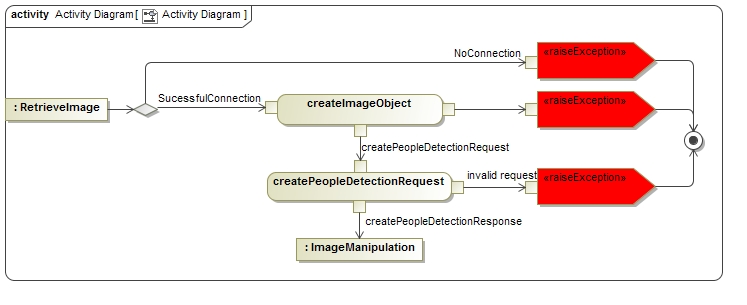 activity Activity Diagram[ Activity Diagram ]
NoConnection
«raiseException»
: RetrieveImage
SucessfulConnection
createImageObject
«raiseException»
createPeopleDetectionRequest
createPeopleDetectionRequest
invalid request
«raiseException»
createPeopleDetectionResponse
: ImageManipulation